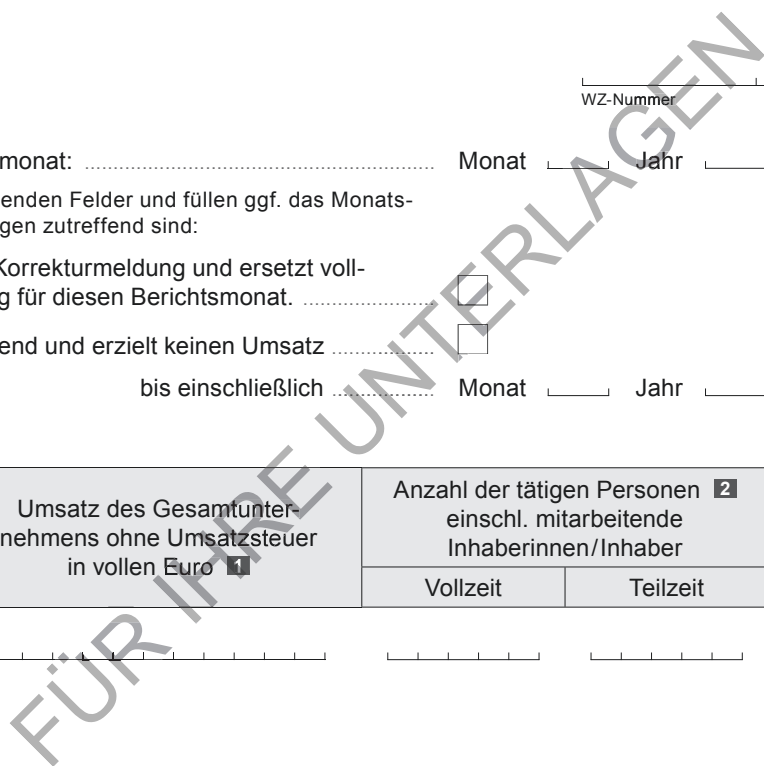 WZ-Nummer
monat: Monat Jahr
enden Felder und füllen ggf. das Monats-
gen zutreffend sind:
Korrekturmeldung und ersetzt voll-
g für diesen Berichtsmonat.
end und erzielt keinen Umsatz
bis einschließlich Monat Jahr
Umsatz des Gesamtunter-
nehmens ohne Umsatzsteuer
in vollen Euro 1
Anzahl der tätigen Personen 2
einschl. mitarbeitende
Inhaberinnen/Inhaber
Vollzeit Teilzeit
FÜR IHRE UNTERLAGEN